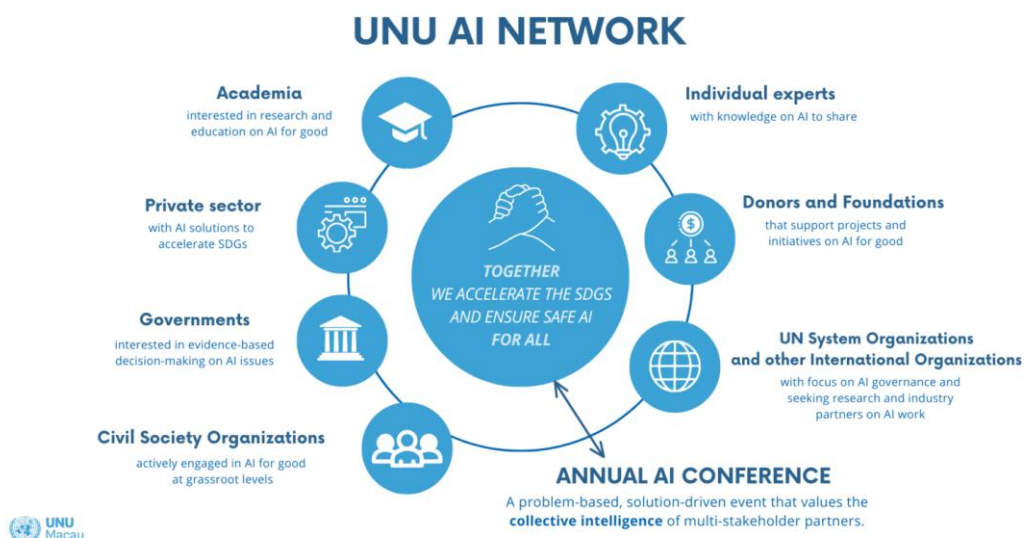 UNU AI NETWORK
Academia
interested in research and
education on AI for good
Individual experts
with knowledge on AI to share
Private sector
with AI solutions to
accelerate SDGs
Donors and Foundations
that support projects and
initiatives on AI for good
$
TOGETHER
WE ACCELERATE THE SDGS
AND ENSURE SAFE AI
FOR ALL
Governments
interested in evidence-based
decision-making on AI issues
UN System Organizations
and other International Organizations
with focus on AI governance and
seeking research and industry
partners on AI work
Civil Society Organizations
actively engaged in AI for good
at grassroot levels
ANNUAL AI CONFERENCE
A problem-based, solution-driven event that values the
collective intelligence of multi-stakeholder partners.
UNU
Macau